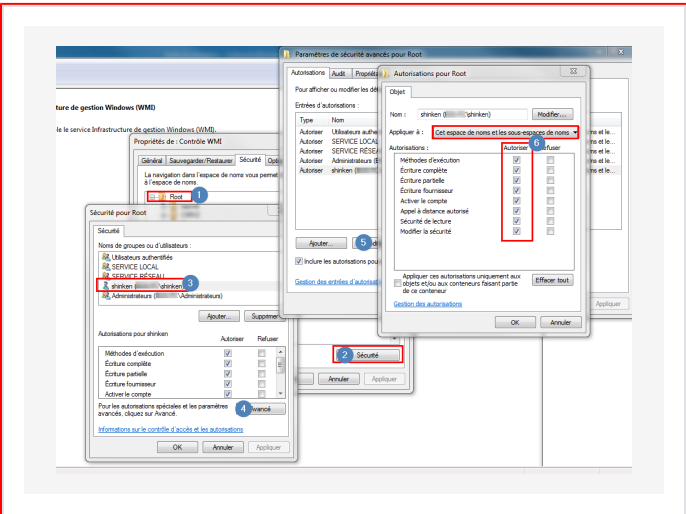 Paramètres de sécurité avancés pour Root
Autorisations Audit
Pour afficher ou modifier les
Entrées d'autorisations :
Type Nom
Autoriser Utilisateurs
Autoriser SERVICE LOCAL
Autoriser SERVICE
Autoriser Administrateurs
Autoriser shinken
Ajouter...
5
Inclure les autorisations
Gestion des entrées
Appliquer
Autorisations pour Root
Objet
Nom : shinken ( \shinken) Modifier...
Appliquer à : Cet espace de noms et les sous-espaces de noms
6
Autorisations : Autoriser Refuser
Méthodes d'exécution
Écriture complète
Écriture partielle
Écriture fournisseur
Activer le compte
Appel à distance autorisé
Sécurité de lecture
Modifier la sécurité
Appliquer ces autorisations uniquement aux
objets et/ou aux conteneurs faisant partie
de ce conteneur
Effacer tout
Gestion des autorisations
OK Annuler
ture de gestion Windows (WMI)
le le service Infrastructure de gestion Windows (WMI).
Propriétés de : Contrôle WMI
Général Sauvegarder/Restaurer Sécurité
La navigation dans l'espace de noms vous permet
à l'espace de noms.
Root
1
2 Sécurité
Annuler Appliquer
Sécurité pour Root
Sécurité
Noms de groupes ou d'utilisateurs :
Utilisateurs authentifiés
SERVICE LOCAL
SERVICE RÉSEAU
shinken ( \shinken)
3
Administrateurs ( \Administrateurs)
Ajouter... Supprimer
Autorisations pour shinken Autoriser Refuser
Méthodes d'exécution
Écriture complète
Écriture partielle
Écriture fournisseur
Activer le compte
Pour les autorisations spéciales et les paramètres
avancés, cliquez sur Avancé.
4
Informations sur le contrôle d'accès et les autorisations
OK Annuler Appliquer